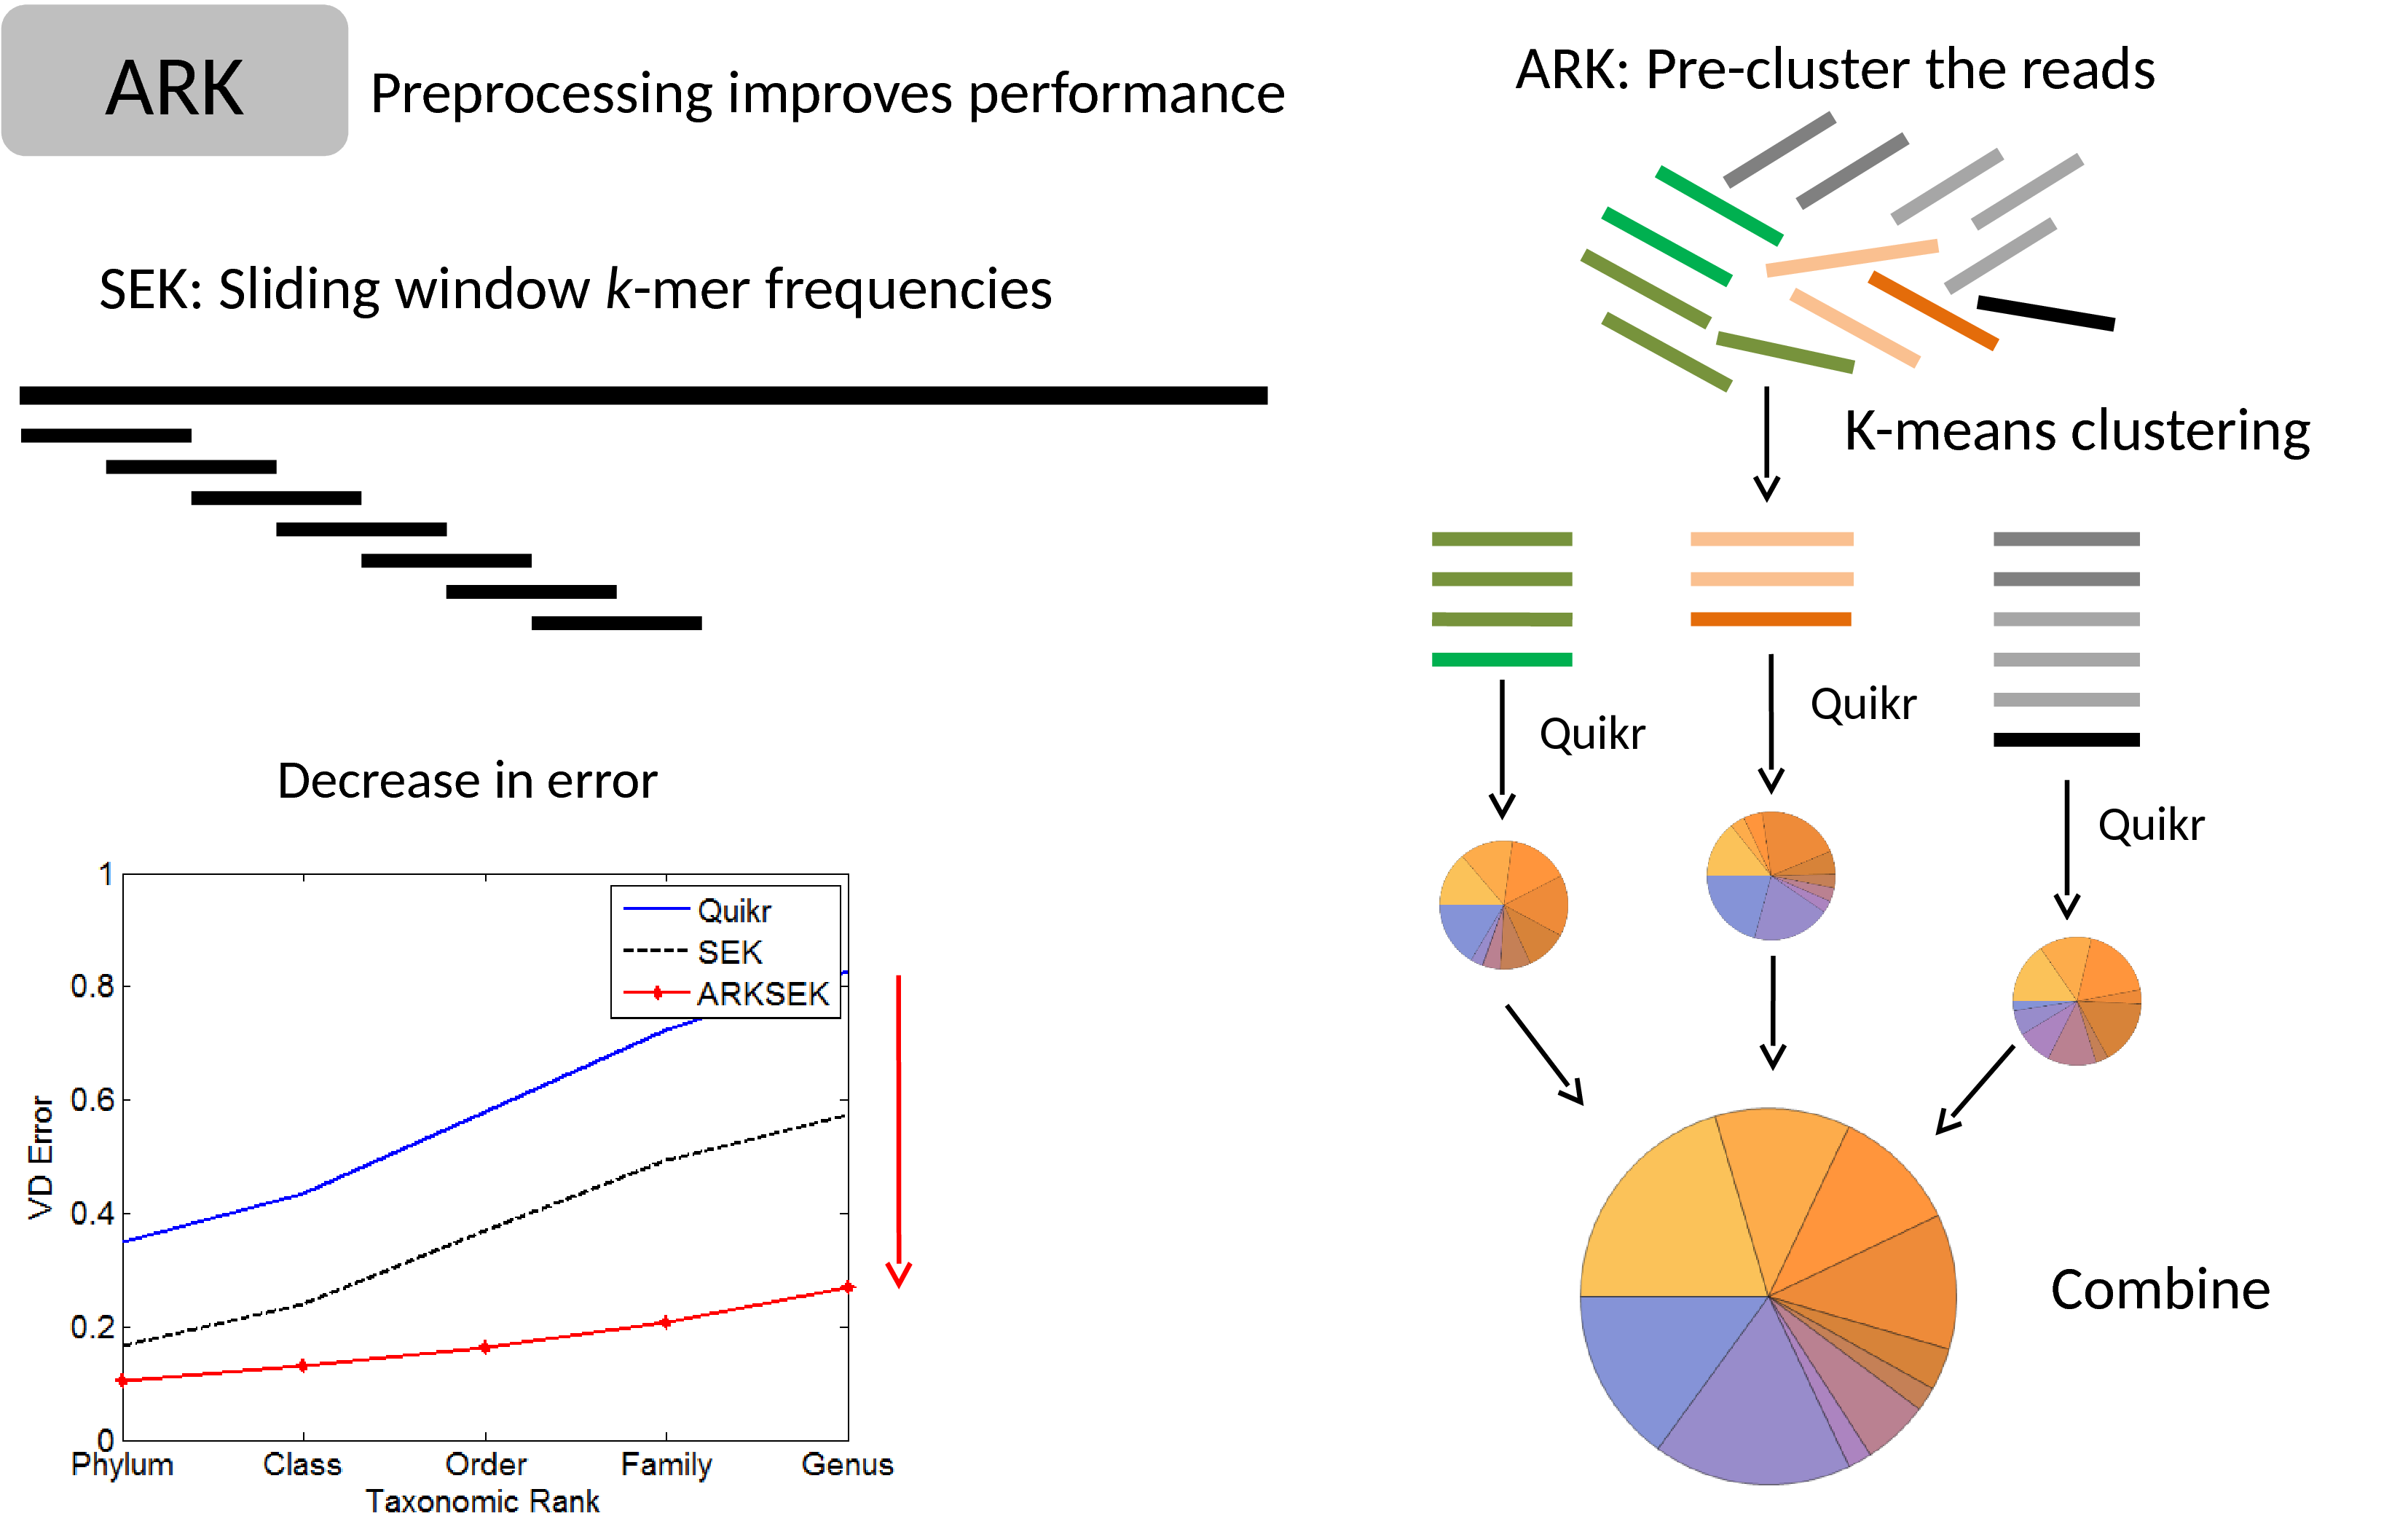 ARK
Preprocessing improves performance
SEK: Sliding window k-mer frequencies
Decrease in error
1
0.8
0.6
0.4
0.2
0
VD Error
Quikr
SEK
ARKSEK
Phylum Class Order Family Genus
Taxonomic Rank
ARK: Pre-cluster the reads
K-means clustering
Quikr
Quikr
Quikr
Combine